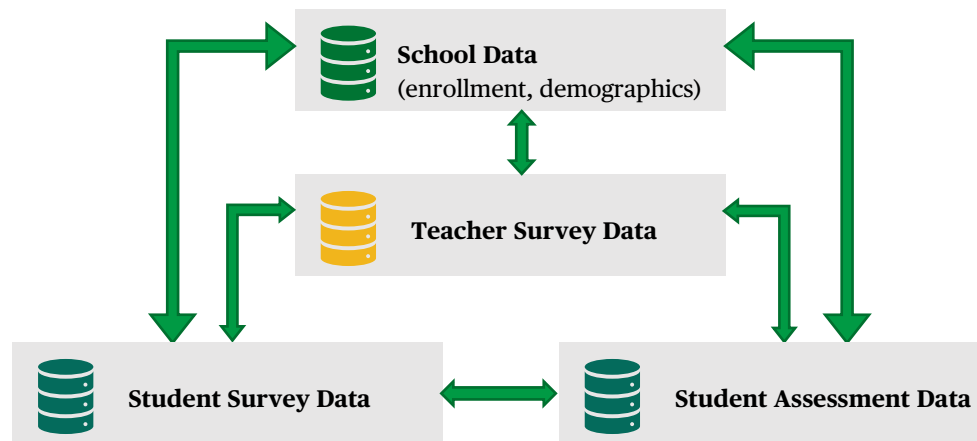 School Data
(enrollment, demographics)
Teacher Survey Data
Student Survey Data
Student Assessment Data